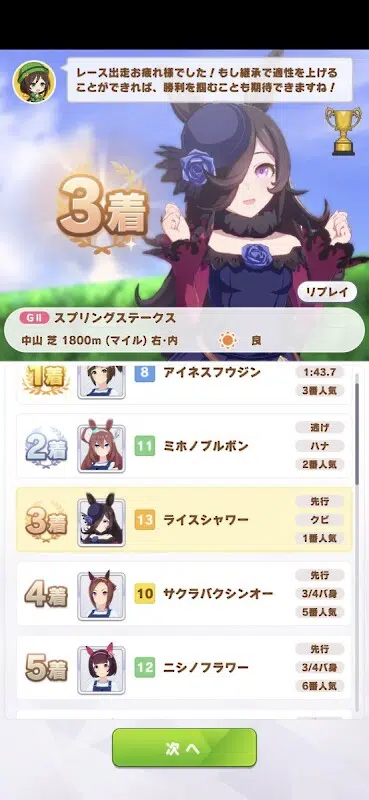 レース出走お疲れ様でした！もし継承で適性を上げる
ことができれば、勝利を掴むことも期待できますね！
3着
リプレイ
GⅡ スプリングステークス
中山 芝 1800m (マイル) 右・内 良
1着 8 アイネスフウジン 1:43.7
3番人気
逃げ
2着 11 ミホノブルボン ハナ
2番人気
先行
3着 13 ライスシャワー クビ
1番人気
先行
4着 10 サクラバクシンオー 3/4バ身
5番人気
先行
5着 12 ニシノフラワー 3/4バ身
6番人気
次へ